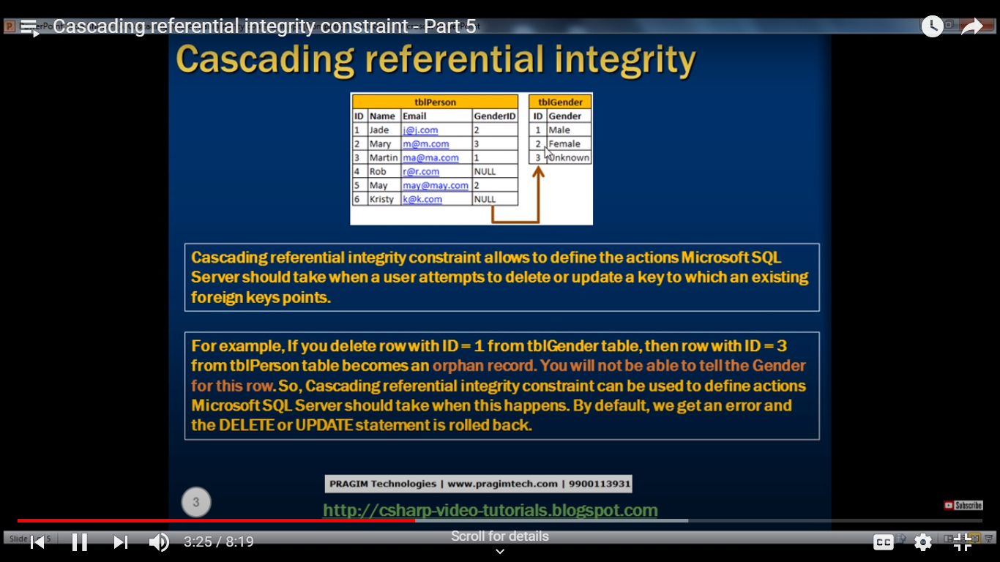 Cascading referential integrity constraint - Part 5
Cascading referential integrity
tblPerson
ID Name Email GenderID
1 Jade j@j.com 2
2 Mary m@m.com 3
3 Martin ma@ma.com 1
4 Rob r@r.com NULL
5 May may@may.com 2
6 Kristy k@k.com NULL
tblGender
ID Gender
1 Male
2 Female
3 Unknown
Cascading referential integrity constraint allows to define the actions Microsoft SQL
Server should take when a user attempts to delete or update a key to which an existing
foreign keys points.
For example, If you delete row with ID = 1 from tblGender table, then row with ID = 3
from tblPerson table becomes an orphan record. You will not be able to tell the Gender
for this row. So, Cascading referential integrity constraint can be used to define actions
Microsoft SQL Server should take when this happens. By default, we get an error and
the DELETE or UPDATE statement is rolled back.
PRAGIM Technologies | www.pragimtech.com | 9900113931
3
http://csharp-video-tutorials.blogspot.com
Subscribe
Slide 5
3:25 / 8:19
Scroll for details
CC